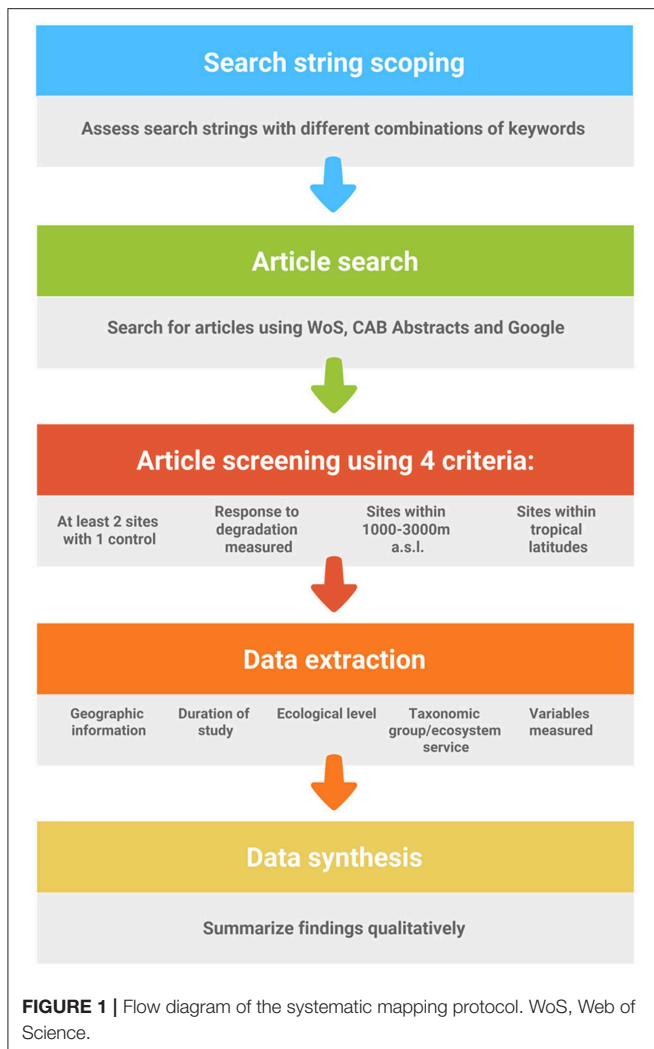 Search string scoping
Assess search strings with different combinations of keywords
Article search
Search for articles using WoS, CAB Abstracts and Google
Article screening using 4 criteria:
At least 2 sites
with 1 control
Response to
degradation
measured
Sites within
1000-3000m
a.s.l.
Sites within
tropical
latitudes
Data extraction
Geographic
information
Duration of
study
Ecological level
Taxonomic
group/ecosystem
service
Variables
measured
Data synthesis
Summarize findings qualitatively
FIGURE 1 | Flow diagram of the systematic mapping protocol. WoS, Web of
Science.